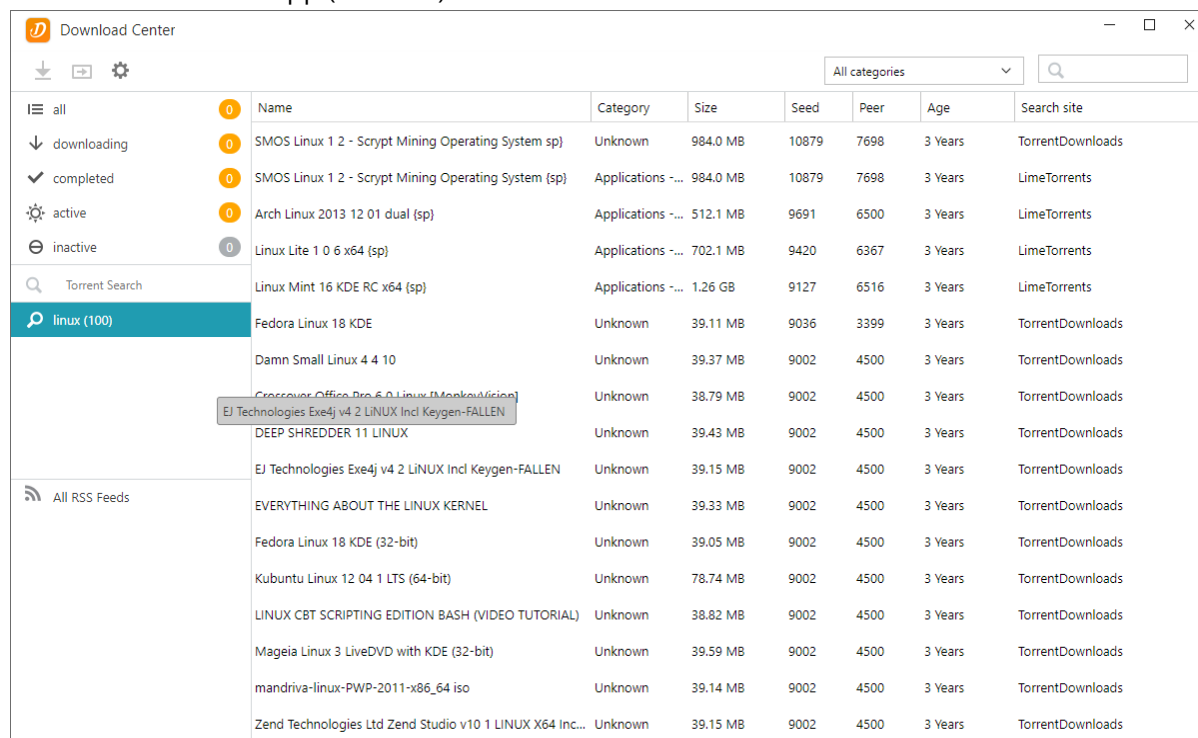 Download Center
All categories
all 0 Name Category Size Seed Peer Age Search site
downloading 0 SMOS Linux 1 2 - Scrypt Mining Operating System sp} Unknown 984.0 MB 10879 7698 3 Years TorrentDownloads
completed 0 SMOS Linux 1 2 - Scrypt Mining Operating System {sp} Applications -... 984.0 MB 10879 7698 3 Years LimeTorrents
active 0 Arch Linux 2013 12 01 dual {sp} Applications -... 512.1 MB 9691 6500 3 Years LimeTorrents
inactive 0 Linux Lite 1 0 6 x64 {sp} Applications -... 702.1 MB 9420 6367 3 Years LimeTorrents
Torrent Search Linux Mint 16 KDE RC x64 {sp} Applications -... 1.26 GB 9127 6516 3 Years LimeTorrents
linux (100) Fedora Linux 18 KDE Unknown 39.11 MB 9036 3399 3 Years TorrentDownloads
Damn Small Linux 4 4 10 Unknown 39.37 MB 9002 4500 3 Years TorrentDownloads
Crossover Office Pro 6 0 Linux [MonkeyVision] Unknown 38.79 MB 9002 4500 3 Years TorrentDownloads
EJ Technologies Exe4j v4 2 LiNUX Incl Keygen-FALLEN
DEEP SHREDDER 11 LINUX Unknown 39.43 MB 9002 4500 3 Years TorrentDownloads
EJ Technologies Exe4j v4 2 LiNUX Incl Keygen-FALLEN Unknown 39.15 MB 9002 4500 3 Years TorrentDownloads
All RSS Feeds
EVERYTHING ABOUT THE LINUX KERNEL Unknown 39.33 MB 9002 4500 3 Years TorrentDownloads
Fedora Linux 18 KDE (32-bit) Unknown 39.05 MB 9002 4500 3 Years TorrentDownloads
Kubuntu Linux 12 04 1 LTS (64-bit) Unknown 78.74 MB 9002 4500 3 Years TorrentDownloads
LINUX CBT SCRIPTING EDITION BASH (VIDEO TUTORIAL) Unknown 38.82 MB 9002 4500 3 Years TorrentDownloads
Mageia Linux 3 LiveDVD with KDE (32-bit) Unknown 39.59 MB 9002 4500 3 Years TorrentDownloads
mandriva-linux-PWP-2011-x86_64 iso Unknown 39.14 MB 9002 4500 3 Years TorrentDownloads
Zend Technologies Ltd Zend Studio v10 1 LINUX X64 Inc... Unknown 39.15 MB 9002 4500 3 Years TorrentDownloads